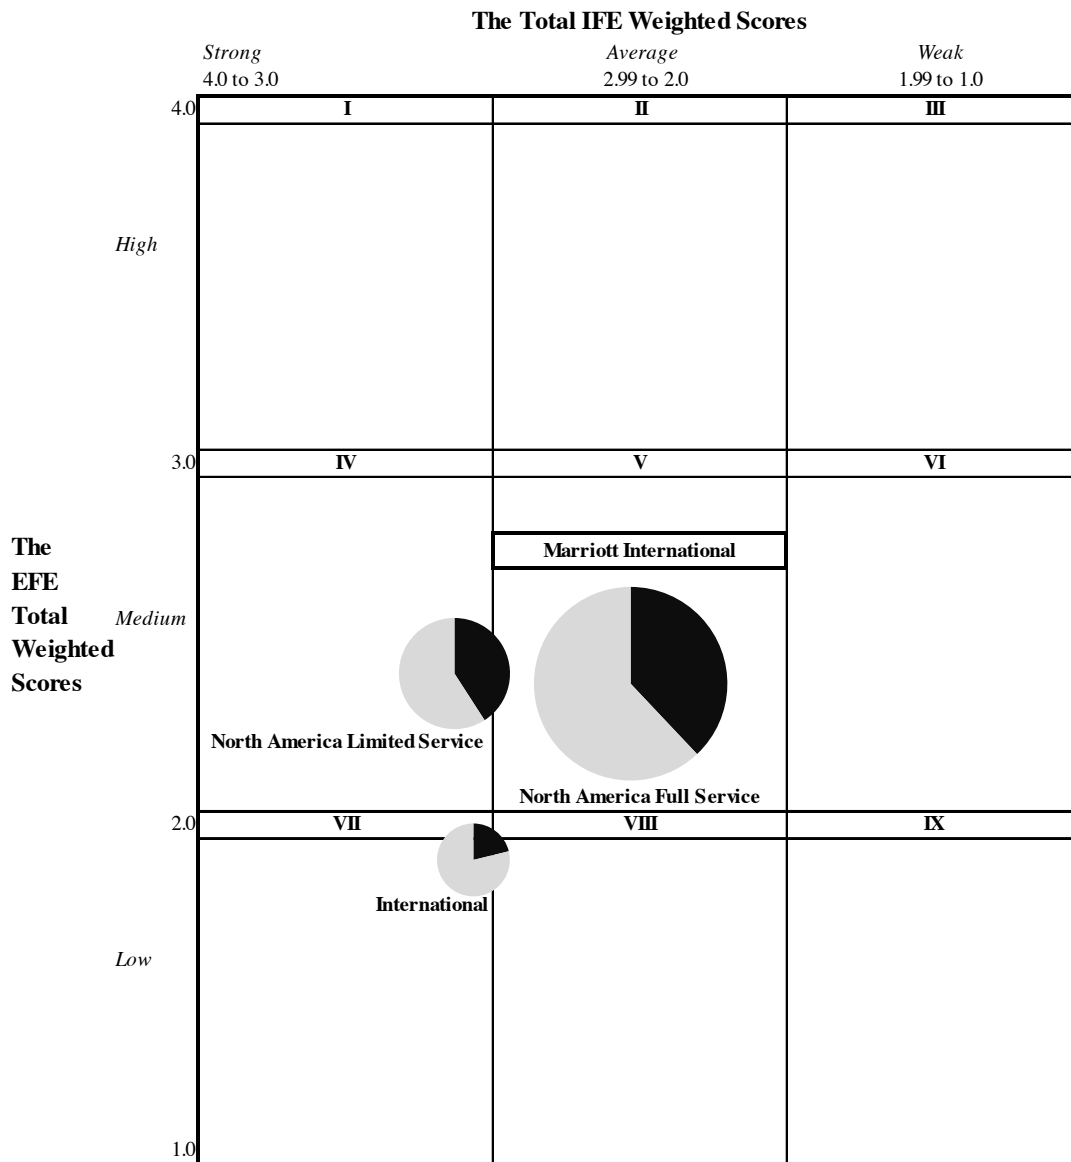 The Total IFE Weighted Scores
Strong Average Weak
4.0 to 3.0 2.99 to 2.0 1.99 to 1.0
4.0 I II III
High
3.0 IV V VI
Marriott International
The
EFE
Total
Weighted
Scores
Medium
North America Limited Service
North America Full Service
2.0 VII VIII IX
International
Low
1.0